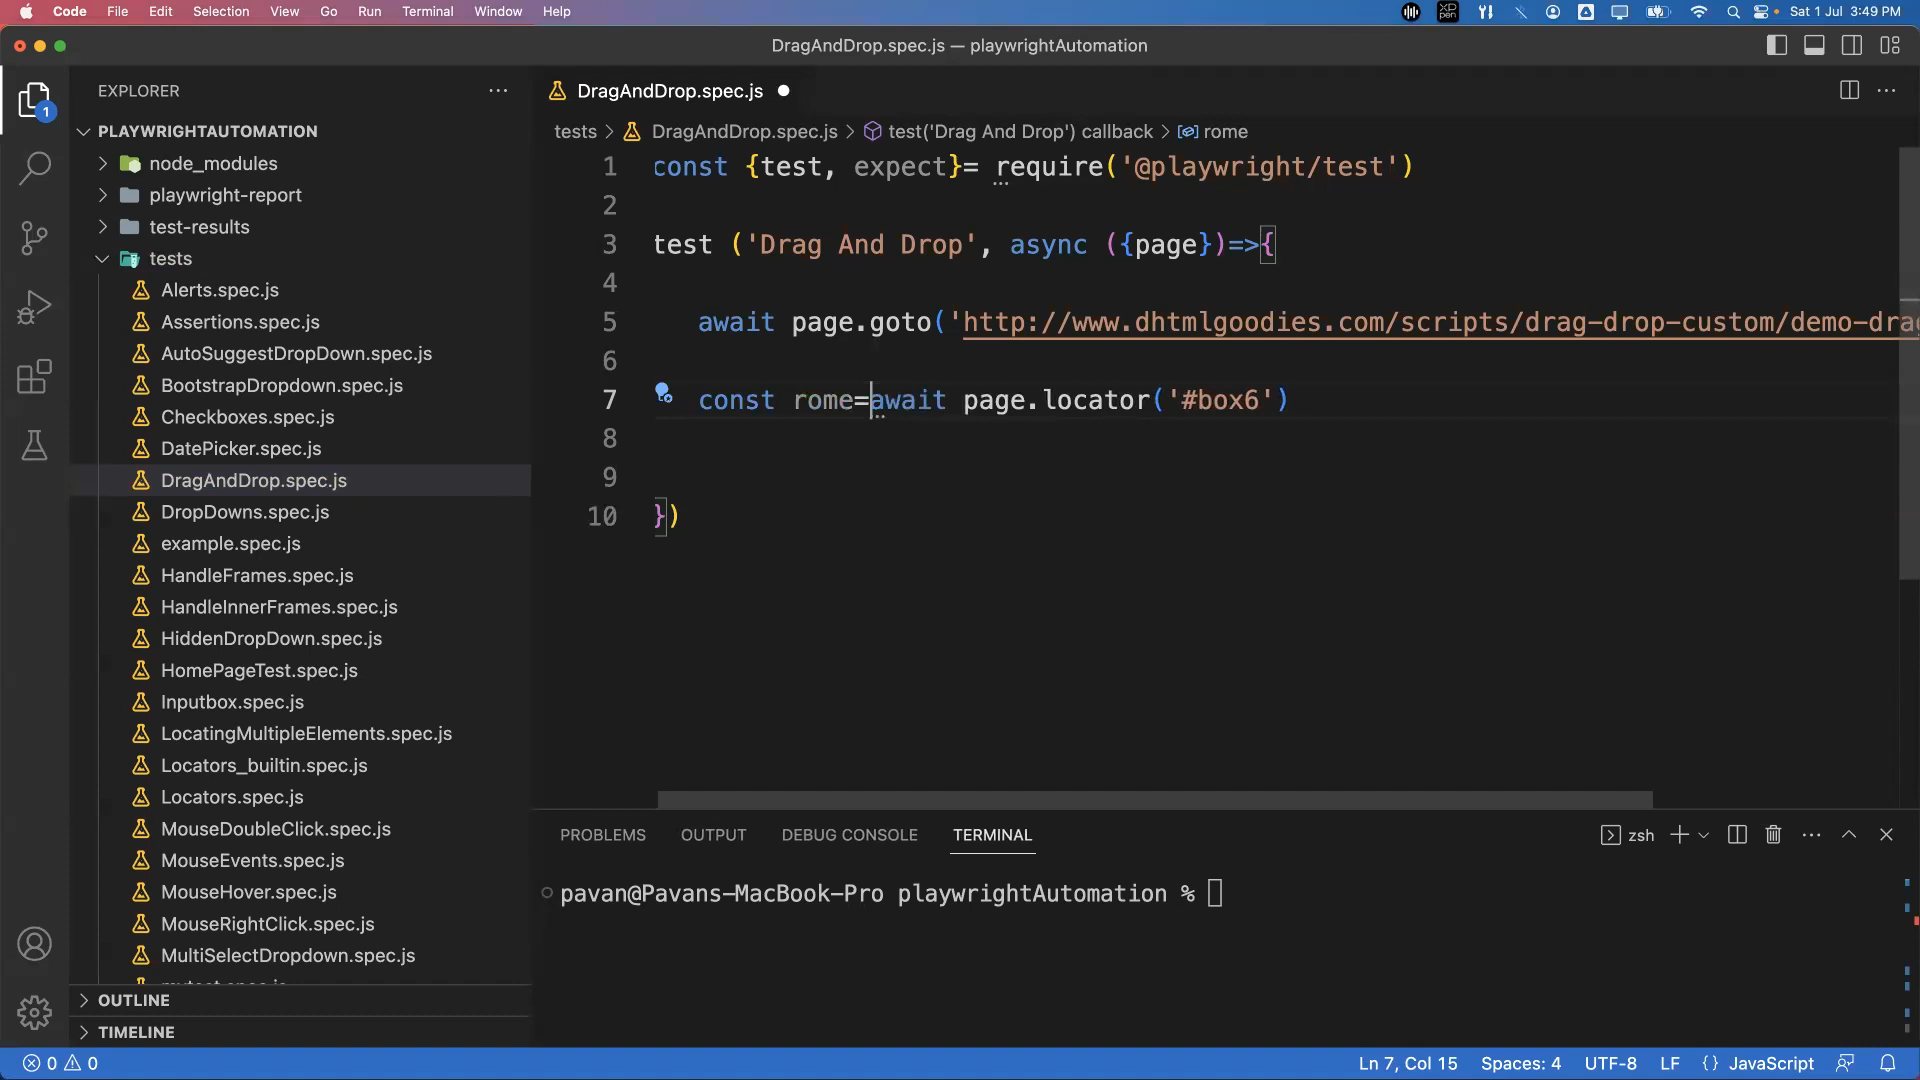 Code File Edit Selection View Go Run Terminal Window Help
XD pen
Sat 1 Jul 3:49 PM
DragAndDrop.spec.js — playwrightAutomation
EXPLORER
1
PLAYWRIGHTAUTOMATION
node_modules
playwright-report
test-results
tests
Alerts.spec.js
Assertions.spec.js
AutoSuggestDropDown.spec.js
BootstrapDropdown.spec.js
Checkboxes.spec.js
DatePicker.spec.js
DragAndDrop.spec.js
DropDowns.spec.js
example.spec.js
HandleFrames.spec.js
HandleInnerFrames.spec.js
HiddenDropDown.spec.js
HomePageTest.spec.js
Inputbox.spec.js
LocatingMultipleElements.spec.js
Locators_builtin.spec.js
Locators.spec.js
MouseDoubleClick.spec.js
MouseEvents.spec.js
MouseHover.spec.js
MouseRightClick.spec.js
MultiSelectDropdown.spec.js
OUTLINE
TIMELINE
DragAndDrop.spec.js
tests > DragAndDrop.spec.js > test('Drag And Drop') callback > rome
1 const {test, expect}= require('@playwright/test')
2
3 test ('Drag And Drop', async ({page})=>{
4
5 await page.goto('http://www.dhtmlgoodies.com/scripts/drag-drop-custom/demo-drag
6
7 const rome=await page.locator('#box6')
8
9
10 })
PROBLEMS OUTPUT DEBUG CONSOLE TERMINAL
zsh
pavan@Pavans-MacBook-Pro playwrightAutomation %
0 0
Ln 7, Col 15 Spaces: 4 UTF-8 LF {} JavaScript